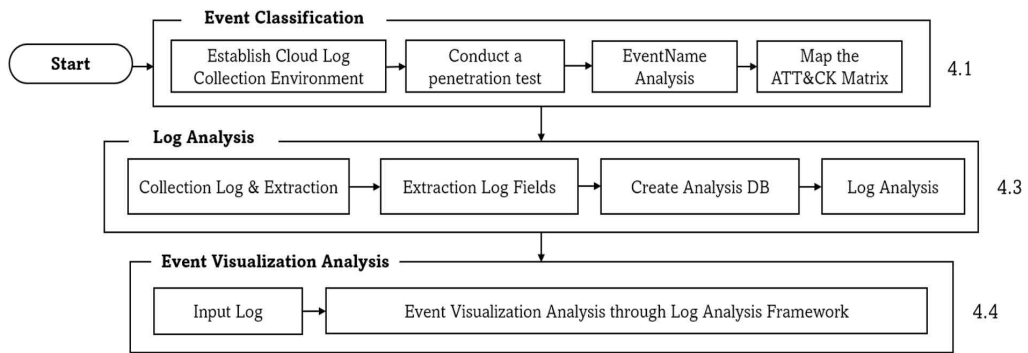 Event Classification
Start
Establish Cloud Log
Collection Environment
Conduct a
penetration test
EventName
Analysis
Map the
ATT&CK Matrix
4.1
Log Analysis
Collection Log & Extraction
Extraction Log Fields
Create Analysis DB
Log Analysis
4.3
Event Visualization Analysis
Input Log
Event Visualization Analysis through Log Analysis Framework
4.4